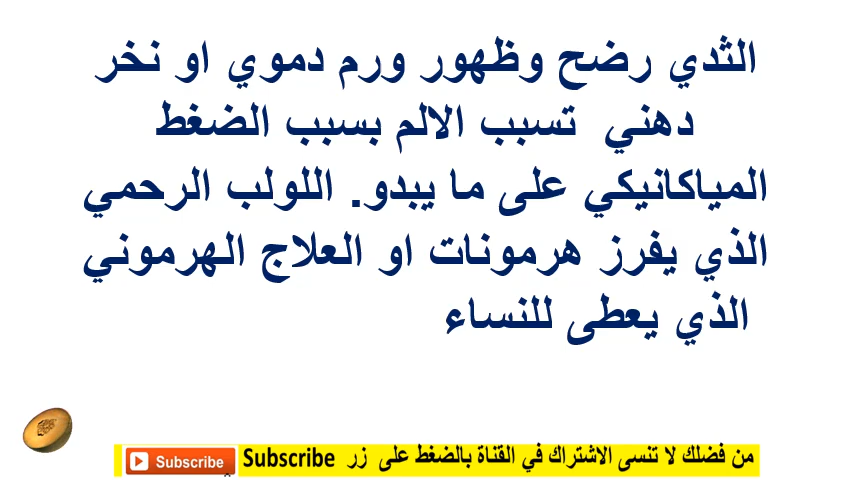 الثدي رضح وظهور ورم دموي او نخر
دهني تسبب الالم بسبب الضغط
المياكانيكي على ما يبدو. اللولب الرحمي
الذي يفرز هرمونات او العلاج الهرموني
الذي يعطى للنساء
من فضلك لا تنسى الاشتراك في القناة بالضغط على زر Subscribe Subscribe